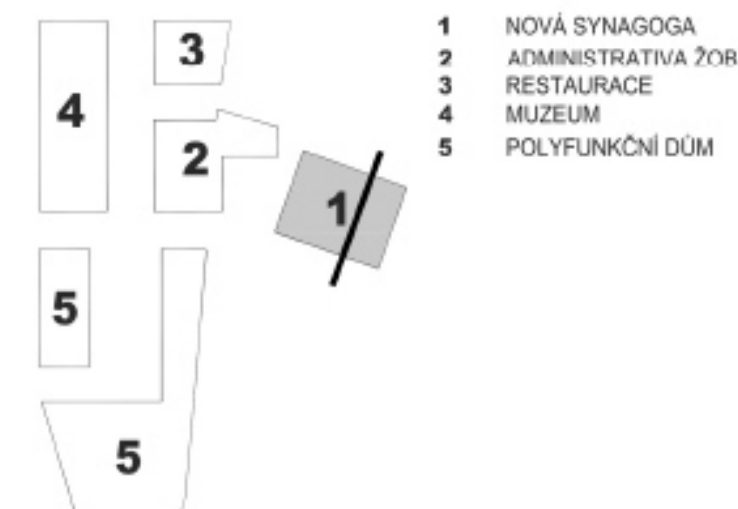 1 NOVÁ SYNAGOGA
2 ADMINISTRATIVA ŽOB
3 RESTAURACE
4 MUZEUM
5 POLYFUNKČNÍ DŮM
3
4
2
1
5
5